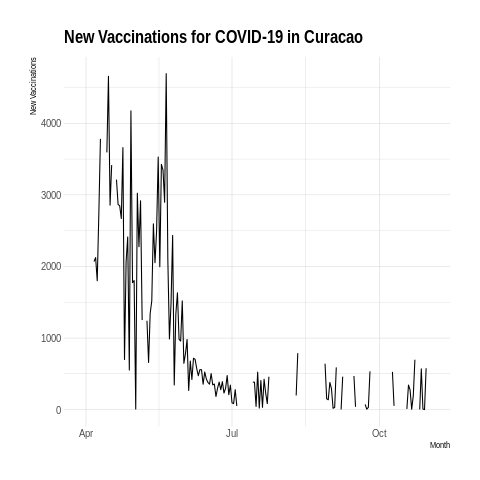 New Vaccinations for COVID-19 in Curacao
New Vaccinations
4000
3000
2000
1000
0
Apr
Jul
Oct
Month